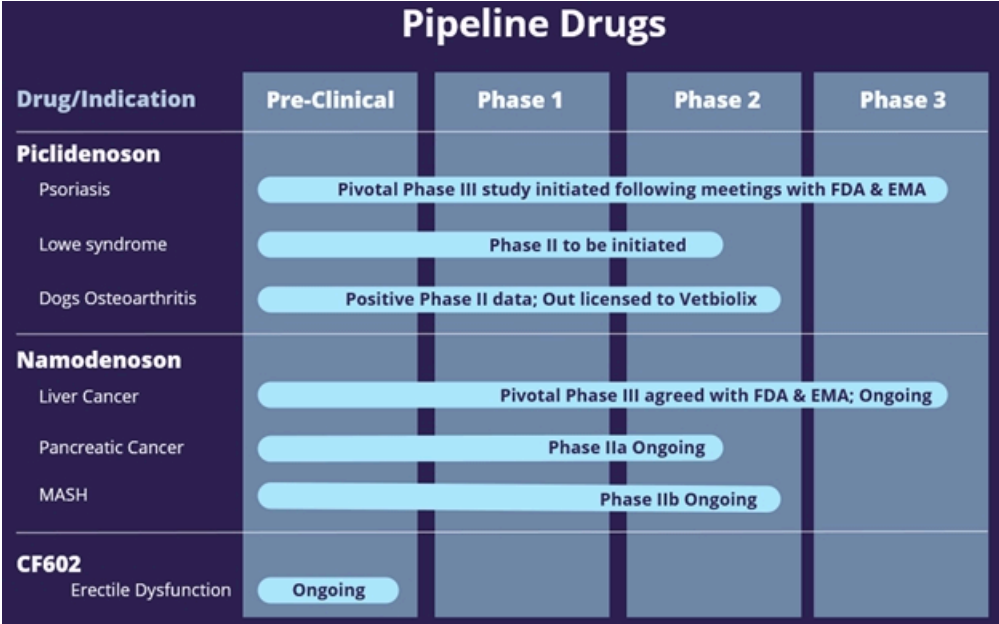 Pipeline Drugs
Drug/Indication Pre-Clinical Phase 1 Phase 2 Phase 3
Piclidenoson
Psoriasis Pivotal Phase III study initiated following meetings with FDA & EMA
Lowe syndrome Phase II to be initiated
Dogs Osteoarthritis Positive Phase II data; Out licensed to Vetbiolix
Namodenoson
Liver Cancer Pivotal Phase III agreed with FDA & EMA; Ongoing
Pancreatic Cancer Phase IIa Ongoing
MASH Phase IIb Ongoing
CF602
Erectile Dysfunction Ongoing